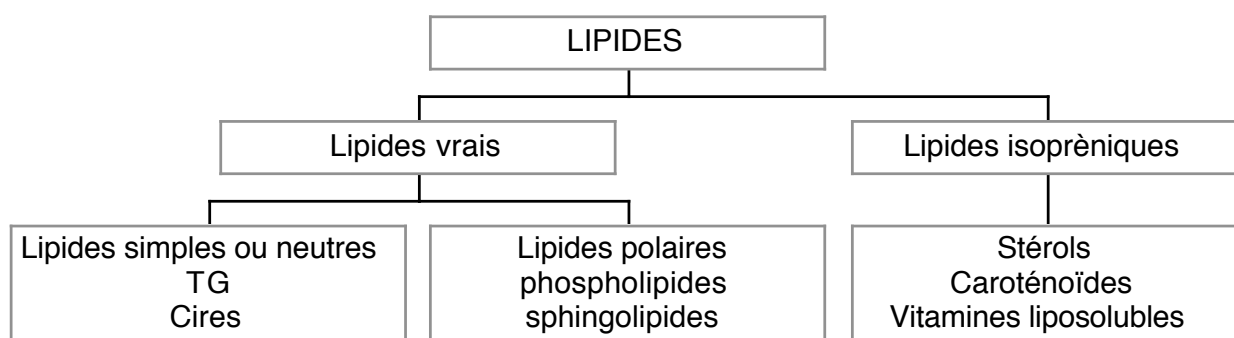 LIPIDES
Lipides vrais
Lipides isoprèniques
Lipides simples ou neutres
TG
Cires
Lipides polaires
phospholipides
sphingolipides
Stérols
Caroténoïdes
Vitamines liposolubles